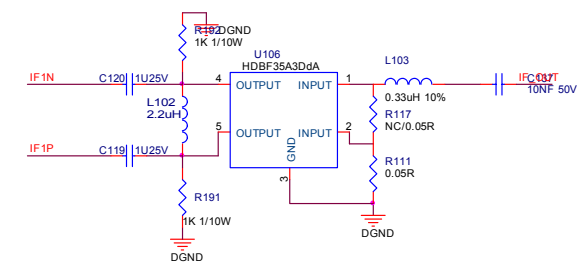 R192
DGND
1K 1/10W
U106
HDBF35A3DdA
L103
IF1N
C120
1U25V
4
OUTPUT
INPUT
1
IF_OUT
C137
10NF 50V
0.33uH 10%
L102
2.2uH
R117
NC/0.05R
5
OUTPUT
INPUT
2
IF1P
C119
1U25V
GND
3
R111
0.05R
R191
1K 1/10W
DGND
DGND